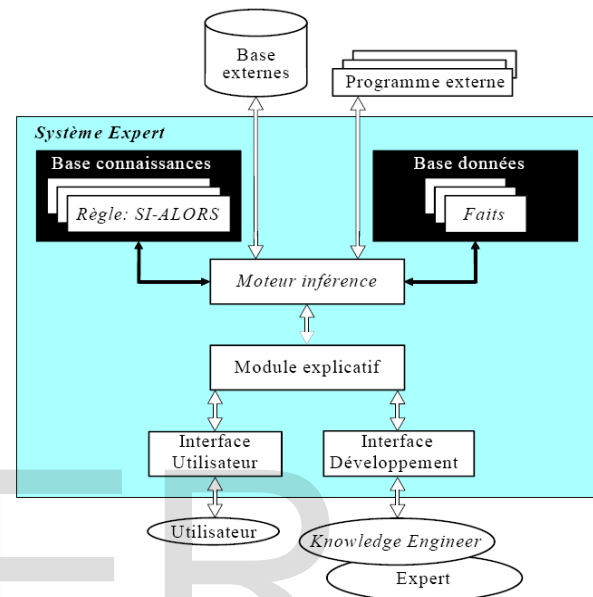 Base
externes
Programme externe
Système Expert
Base connaissances
Règle: SI-ALORS
Base données
Faits
Moteur inférence
Module explicatif
Interface
Utilisateur
Interface
Développement
Utilisateur
Knowledge Engineer
Expert
ER